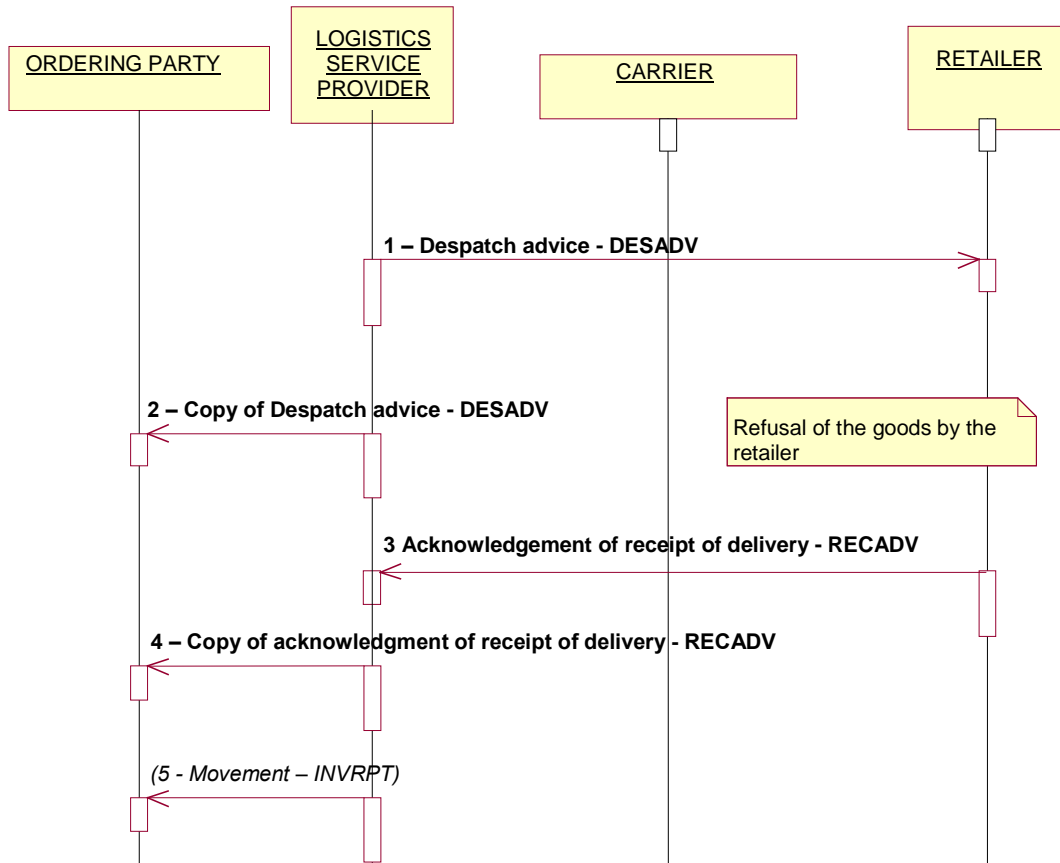 ORDERING PARTY
LOGISTICS
SERVICE
PROVIDER
CARRIER
RETAILER
1 – Despatch advice - DESADV
2 – Copy of Despatch advice - DESADV
Refusal of the goods by the
retailer
3 Acknowledgement of receipt of delivery - RECADV
4 – Copy of acknowledgment of receipt of delivery - RECADV
(5 - Movement – INVRPT)